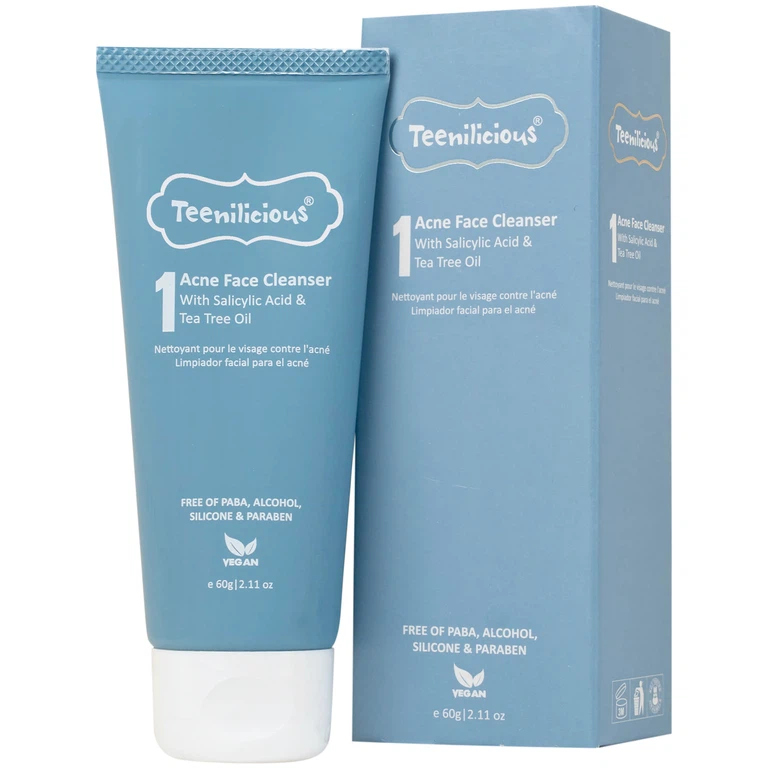 Teenilicious®
1 Acne Face Cleanser
With Salicylic Acid &
Tea Tree Oil
Nettoyant pour le visage contre l'acné
Limpiador facial para el acné
FREE OF PABA, ALCOHOL,
SILICONE & PARABEN
VEGAN
e 60g|2.11 oz
Teenilicious®
1 Acne Face Cleanser
With Salicylic Acid &
Tea Tree Oil
Nettoyant pour le visage contre l'acné
Limpiador facial para el acné
FREE OF PABA, ALCOHOL,
SILICONE & PARABEN
VEGAN
e 60g|2.11 oz
Teenilicious®
1 Acne Face Cleanser
With Salicylic Acid &
Tea Tree Oil